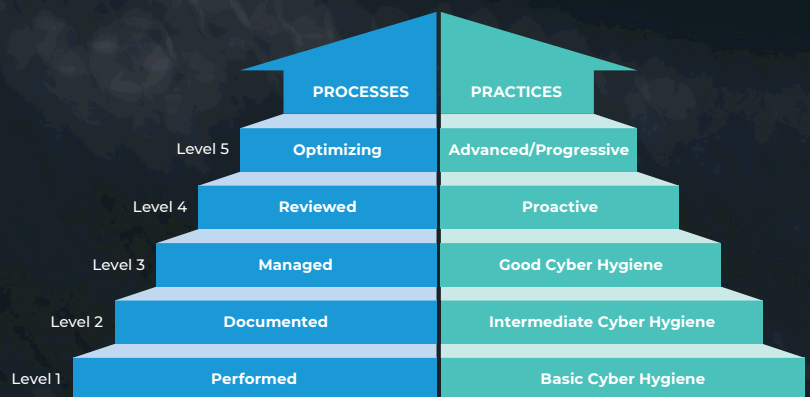 PROCESSES PRACTICES
Level 5 Optimizing Advanced/Progressive
Level 4 Reviewed Proactive
Level 3 Managed Good Cyber Hygiene
Level 2 Documented Intermediate Cyber Hygiene
Level 1 Performed Basic Cyber Hygiene